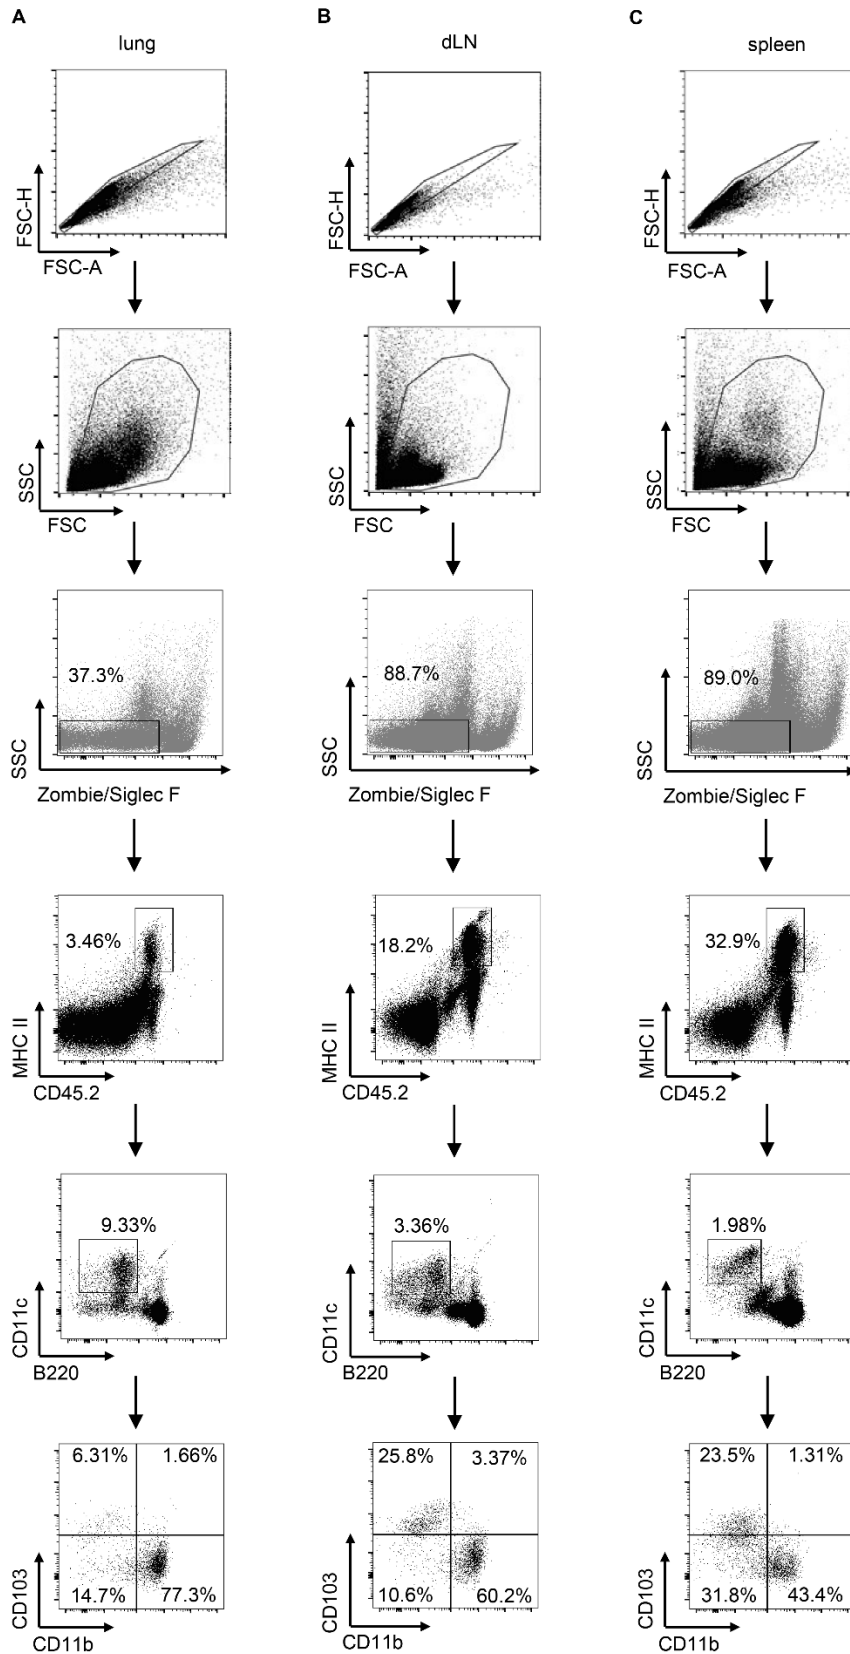 A B C
lung dLN spleen
FSC-H FSC-H FSC-H
FSC-A FSC-A FSC-A
SSC SSC SSC
FSC FSC FSC
37.3% 88.7% 89.0%
SSC SSC SSC
Zombie/Siglec F Zombie/Siglec F Zombie/Siglec F
3.46% 18.2% 32.9%
MHC II MHC II MHC II
CD45.2 CD45.2 CD45.2
9.33% 3.36% 1.98%
CD11c CD11c CD11c
B220 B220 B220
6.31% 1.66% 25.8% 3.37% 23.5% 1.31%
CD103 CD103 CD103
14.7% 77.3% 10.6% 60.2% 31.8% 43.4%
CD11b CD11b CD11b